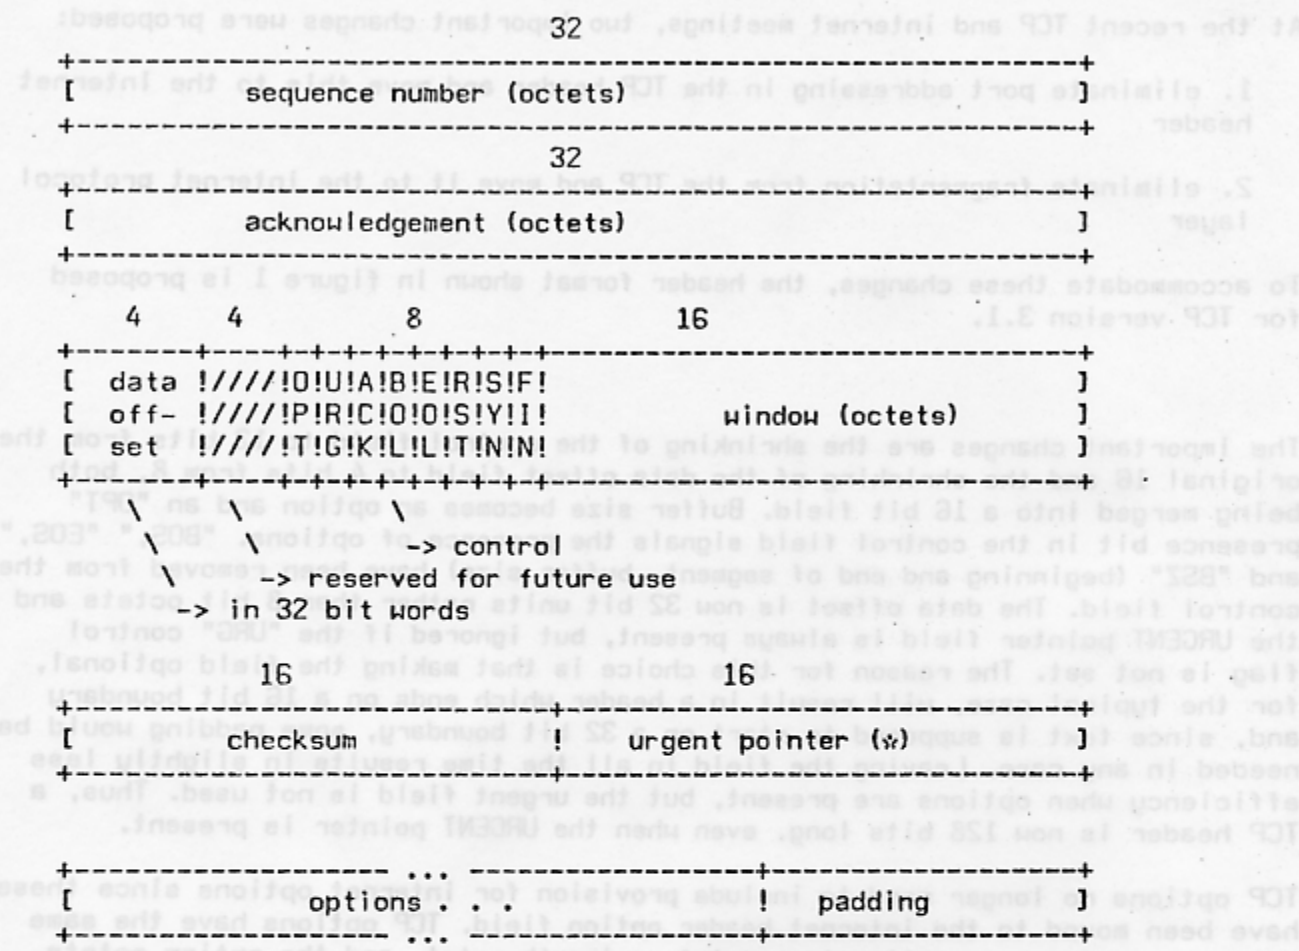 32
+---------------------------------------------------------------+
[ sequence number (octets) ]
+---------------------------------------------------------------+
32
+---------------------------------------------------------------+
[ acknowledgement (octets) ]
+---------------------------------------------------------------+
4 4 8 16
+--------+----+-+-+-+-+-+-+-+-+---------------------------------+
[ data !////!O!U!A!B!E!R!S!F! ]
[ off- !////!P!R!C!O!O!S!Y!I! window (octets) ]
[ set !////!T!G!K!L!L!T!N!N! ]
+--------+----+-+-+-+-+-+-+-+-+---------------------------------+
\ \ \
\ \ -> control
\ -> reserved for future use
-> in 32 bit words
16 16
+------------------------------+--------------------------------+
[ checksum ! urgent pointer (*) ]
+------------------------------+--------------------------------+
+---------------------... -----------------+-------------------+
[ options . . . ! padding ]
+---------------------... -----------------+-------------------+